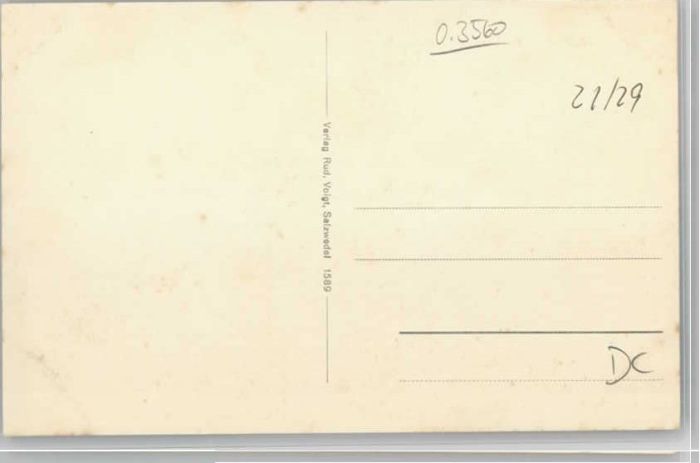 0.3560
21/29
Verlag Rud. Voigt, Salzwedel 1589
DC